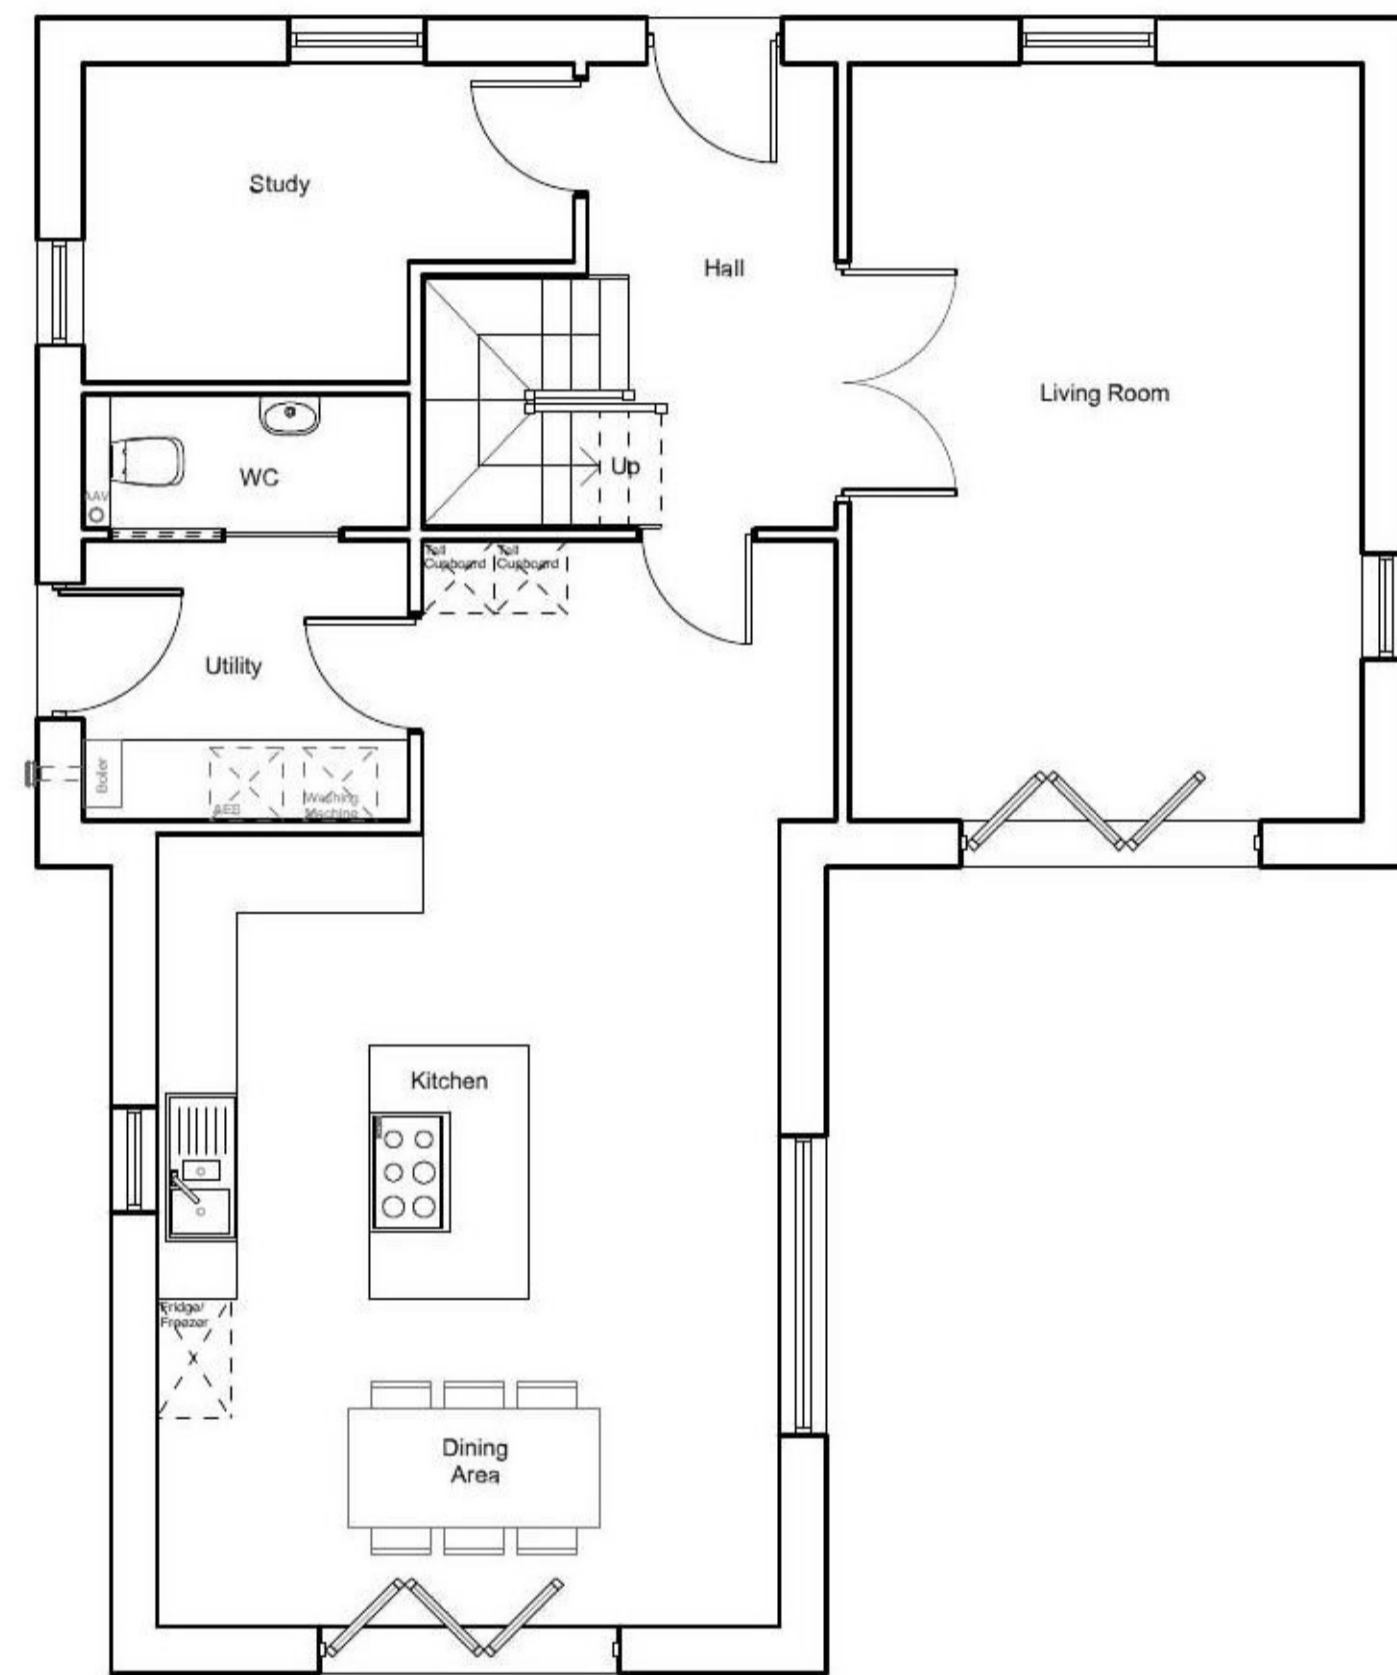 Study
Hall
Living Room
WC
AAV
Up
Tall
Cupboard
Tall
Cupboard
Utility
Boiler
AEB
Washing
Machine
Kitchen
Fridge/
Freezer
X
Dining
Area